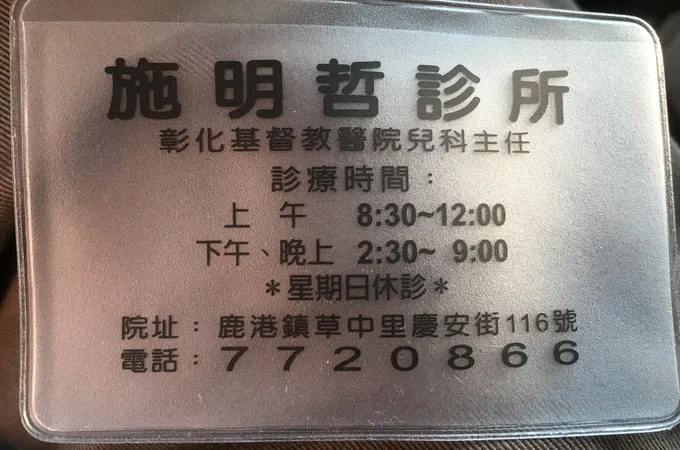 施明哲診所
彰化基督教醫院兒科主任
診療時間：
上午 8:30~12:00
下午、晚上 2:30~ 9:00
＊星期日休診＊
院址：鹿港鎮草中里慶安街116號
電話：7720866